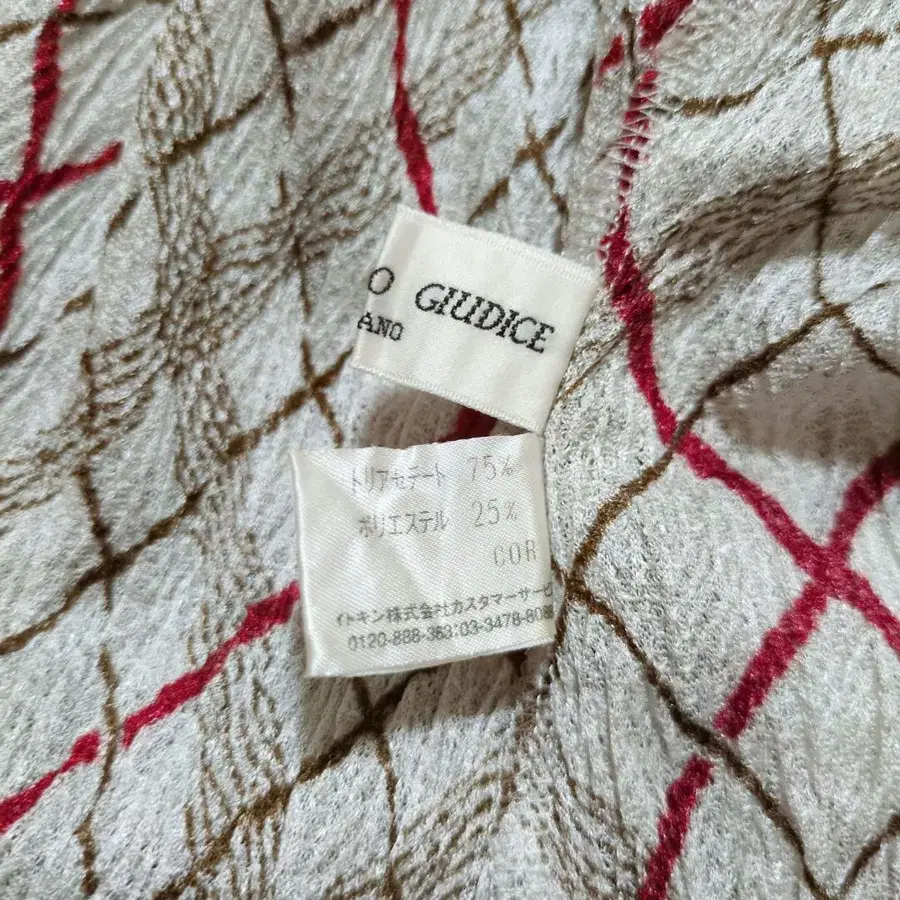 O GIUDICE
ANO
トリアセテート 75%
ポリエステル 25%
COR
イトキン株式会社カスタマーサービ
0120-888-363:03-3478-80